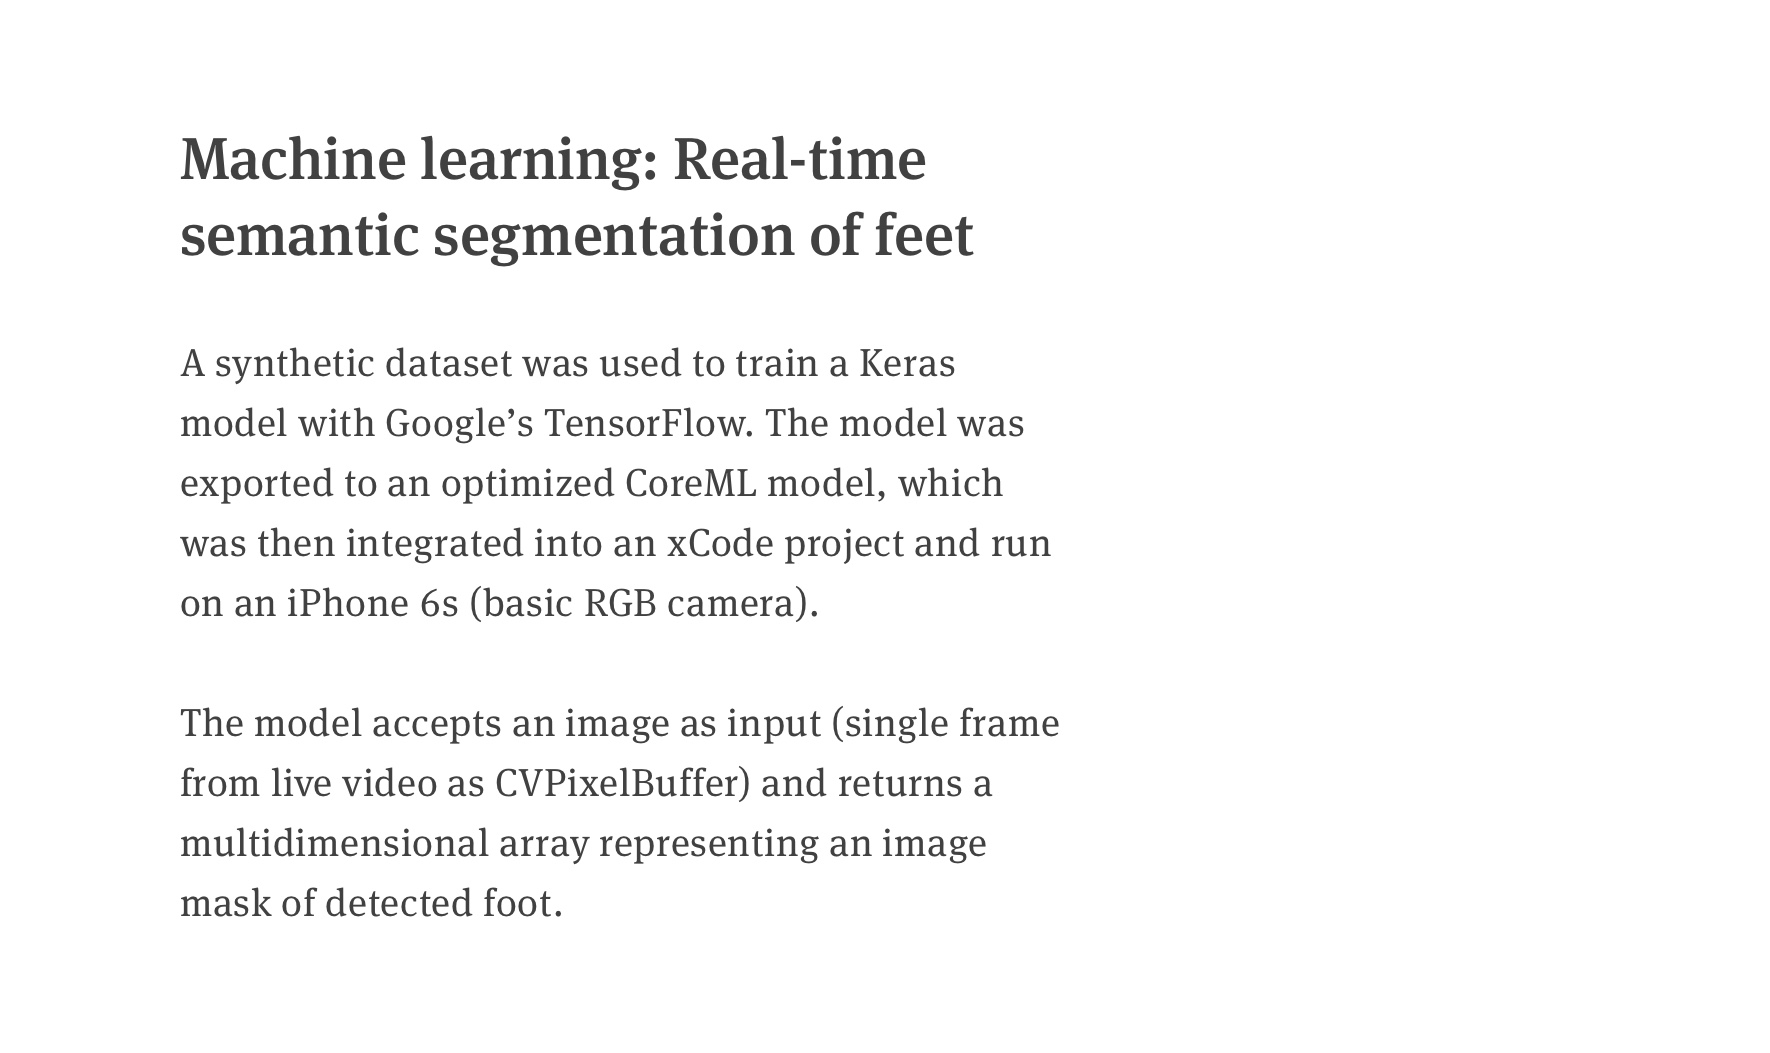 Machine learning: Real-time
semantic segmentation of feet
A synthetic dataset was used to train a Keras
model with Google’s TensorFlow. The model was
exported to an optimized CoreML model, which
was then integrated into an xCode project and run
on an iPhone 6s (basic RGB camera).
The model accepts an image as input (single frame
from live video as CVPixelBuffer) and returns a
multidimensional array representing an image
mask of detected foot.